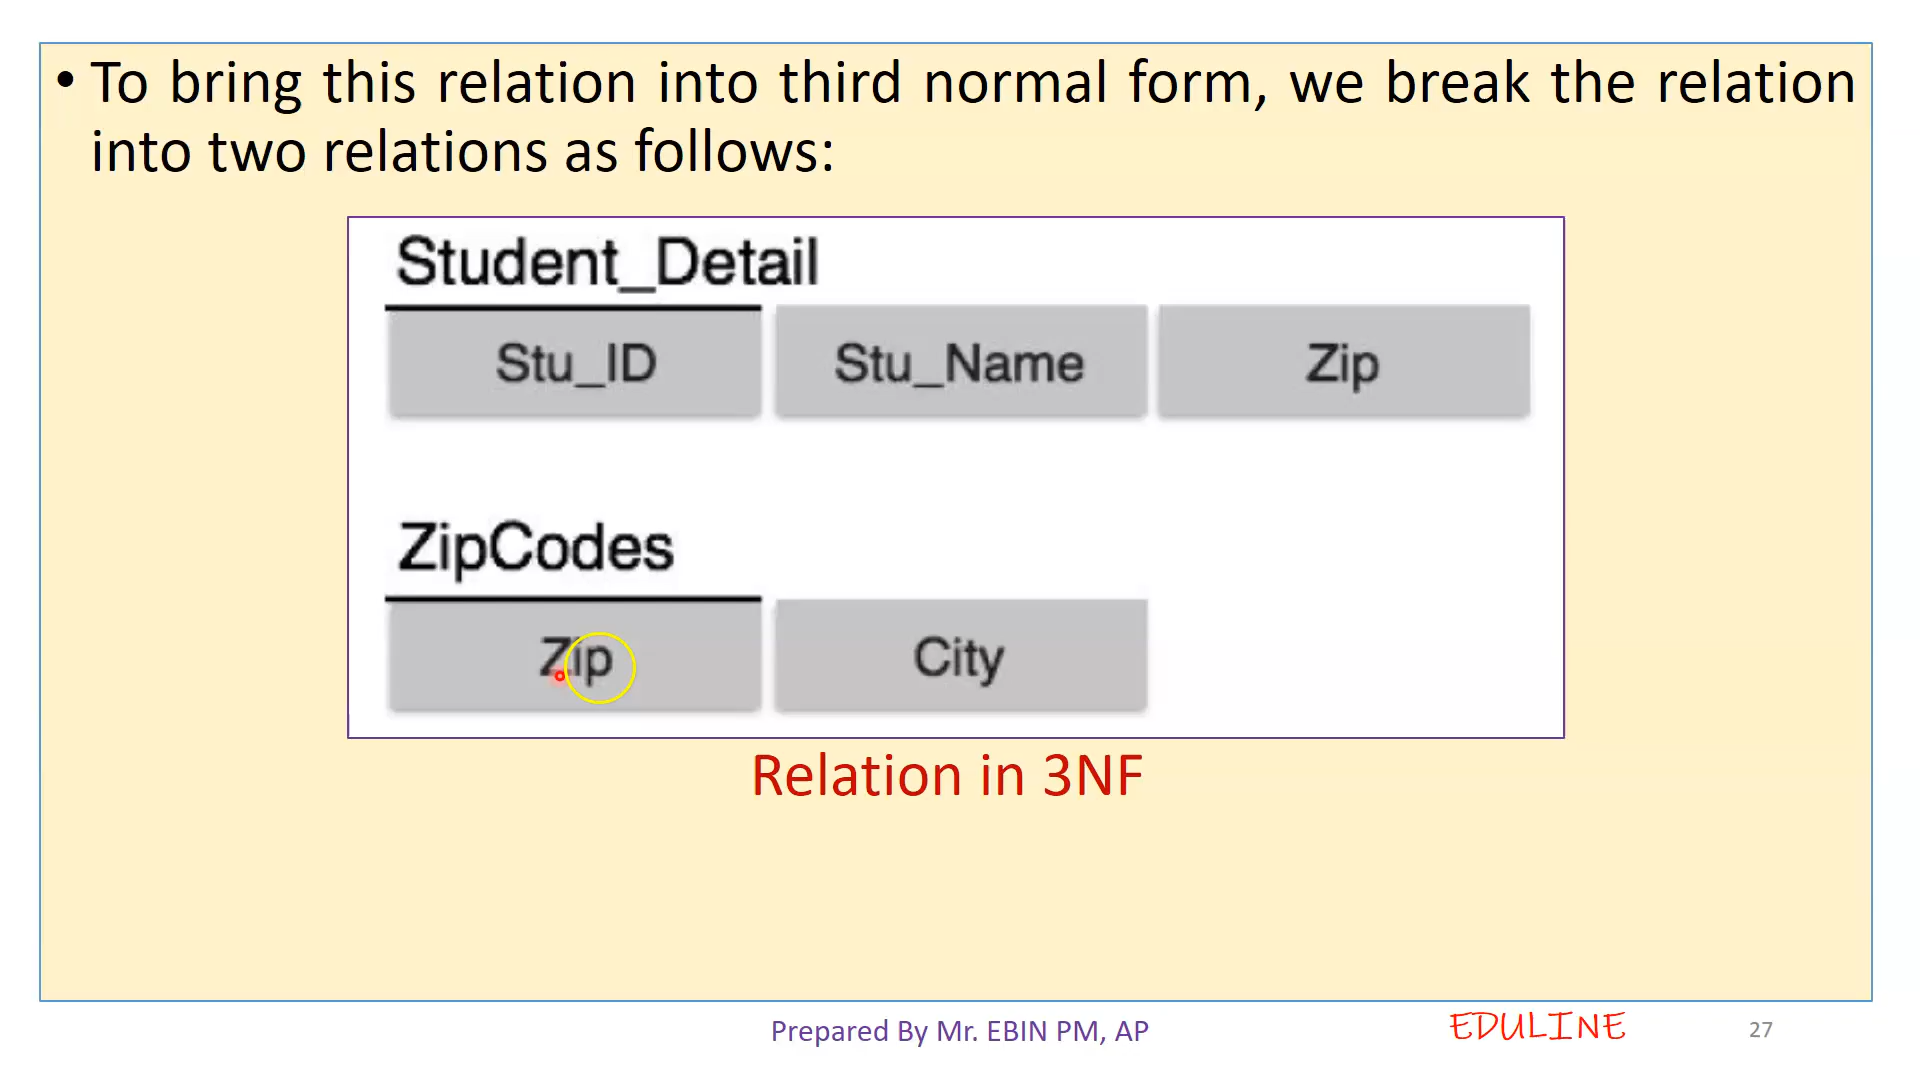 • To bring this relation into third normal form, we break the relation
into two relations as follows:
Student_Detail
Stu_ID Stu_Name Zip
ZipCodes
Zip City
Relation in 3NF
Prepared By Mr. EBIN PM, AP EDULINE 27